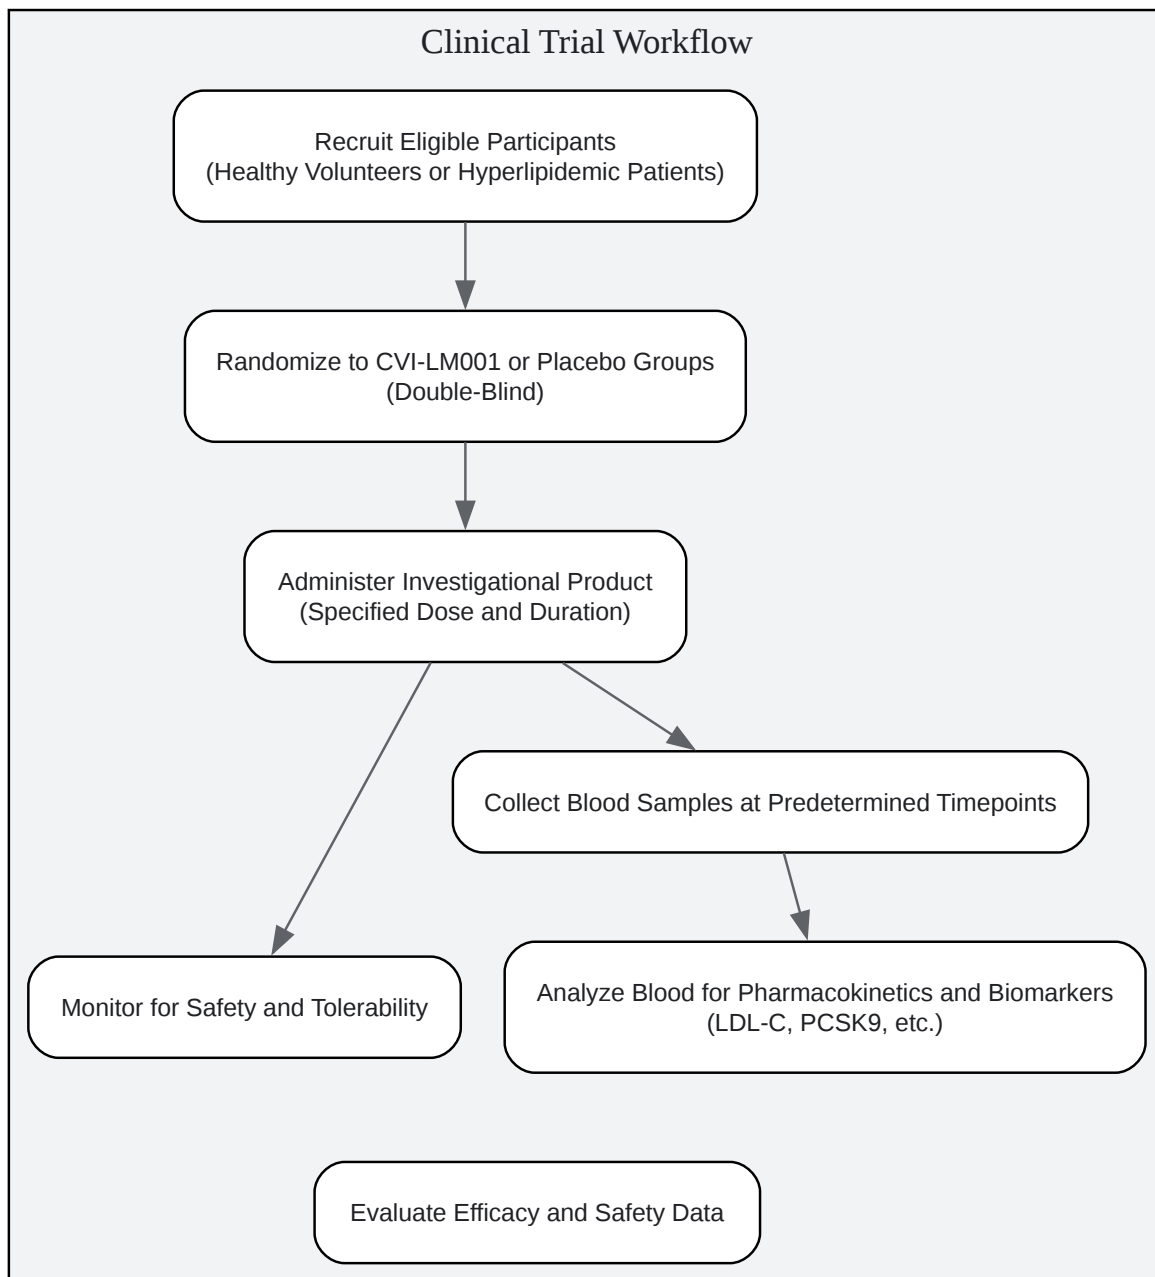 Clinical Trial Workflow
Recruit Eligible Participants
(Healthy Volunteers or Hyperlipidemic Patients)
Randomize to CVI-LM001 or Placebo Groups
(Double-Blind)
Administer Investigational Product
(Specified Dose and Duration)
Collect Blood Samples at Predetermined Timepoints
Monitor for Safety and Tolerability
Analyze Blood for Pharmacokinetics and Biomarkers
(LDL-C, PCSK9, etc.)
Evaluate Efficacy and Safety Data